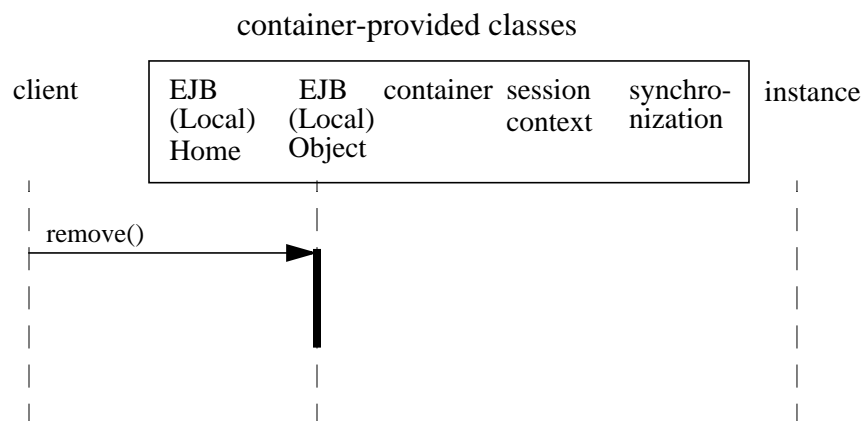 container-provided classes
client
EJB
(Local)
Home
EJB
(Local)
Object
container
session
context
synchro-
nization
instance
remove()